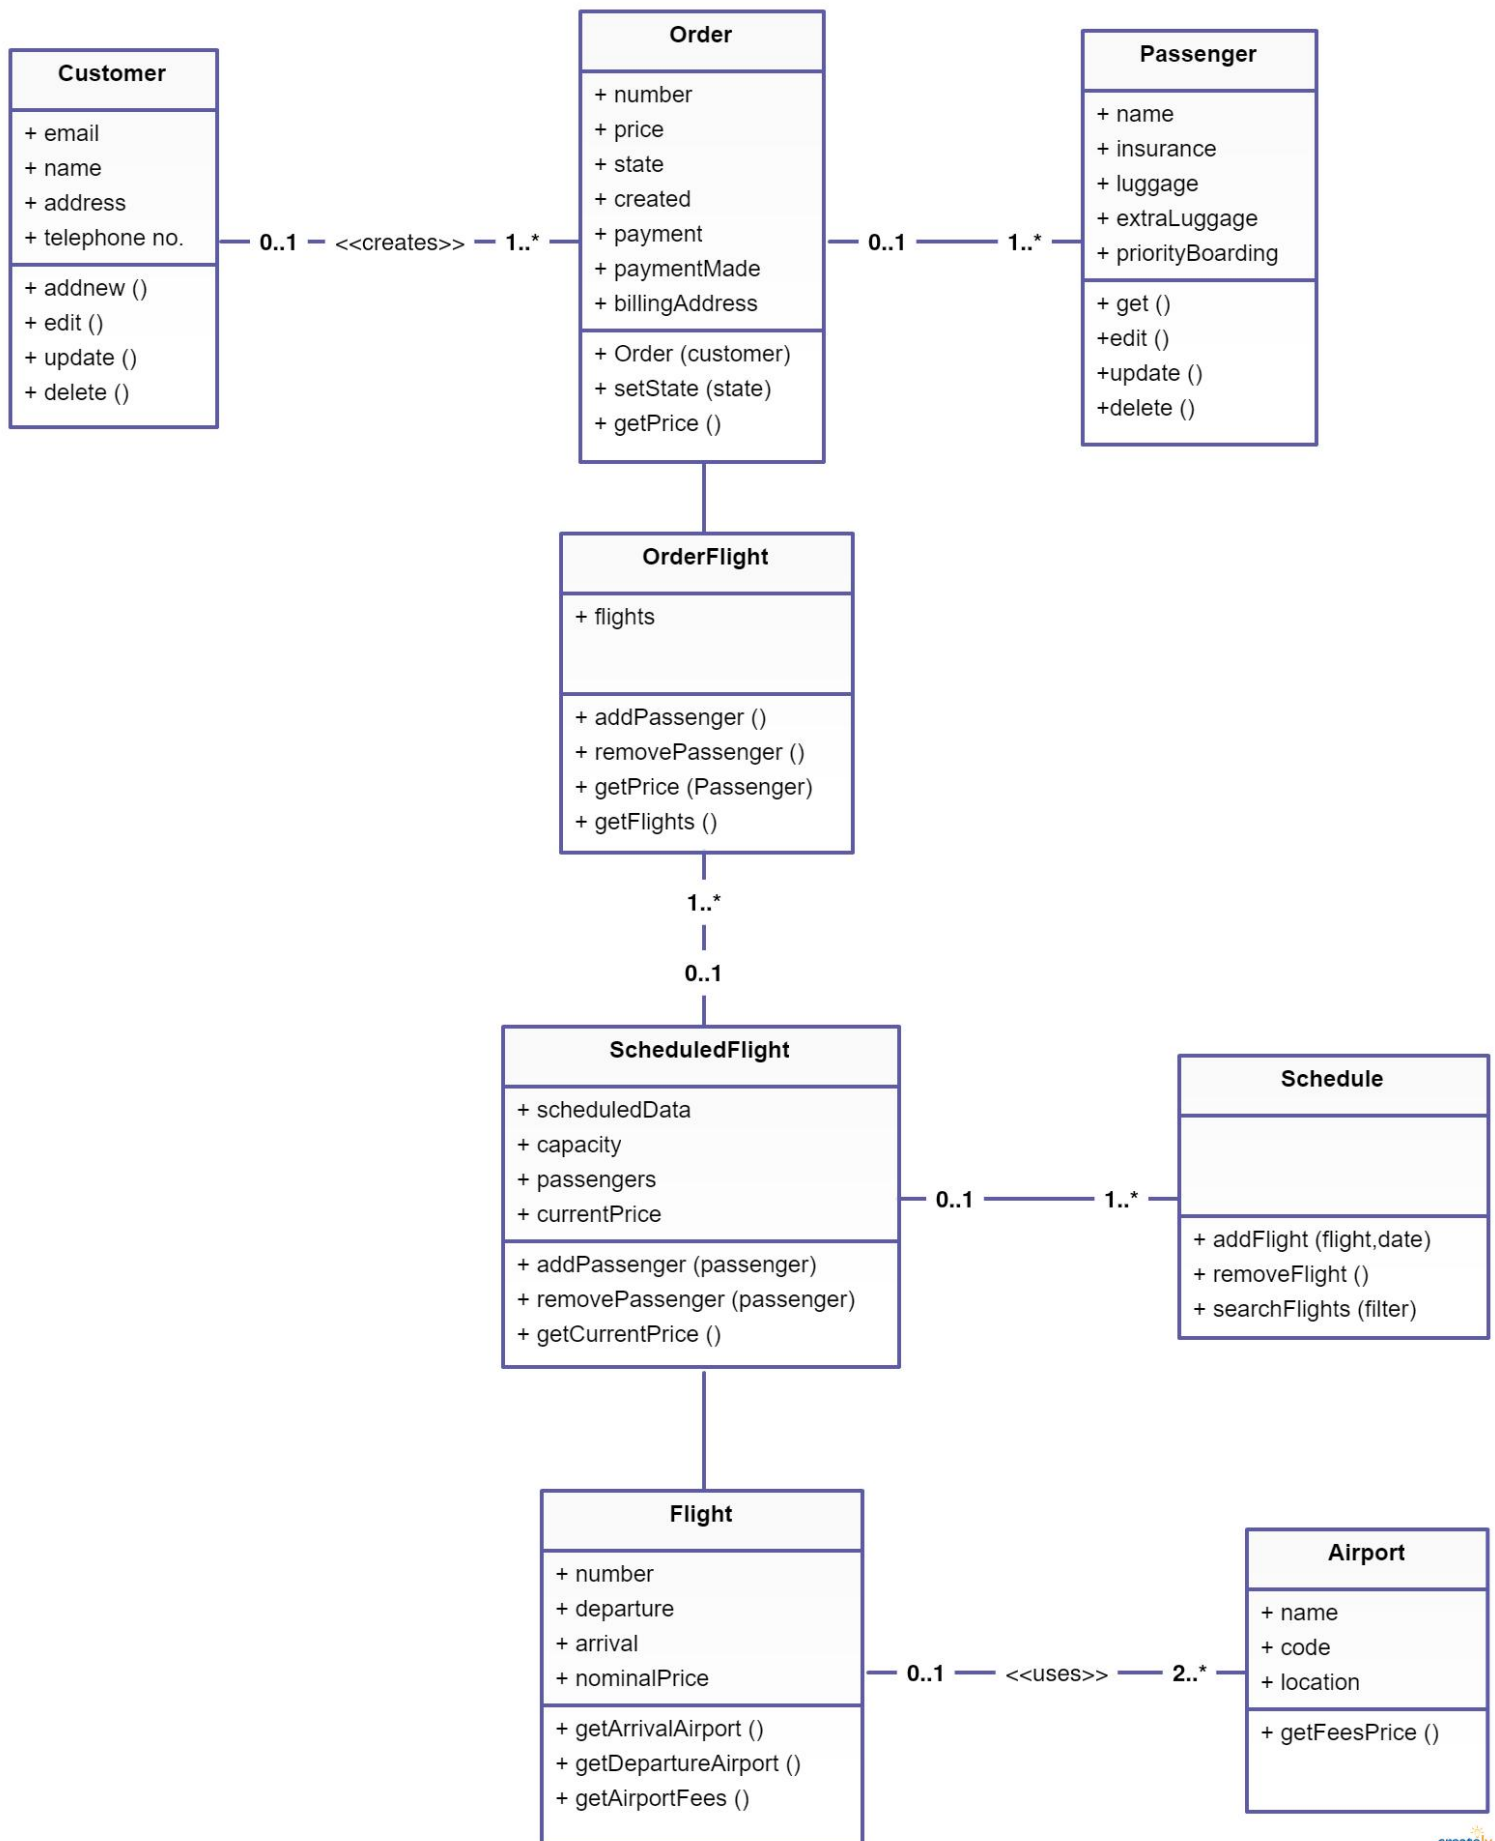 Customer
+ email
+ name
+ address
+ telephone no.
+ addnew ()
+ edit ()
+ update ()
+ delete ()
0..1
<<creates>>
1..*
Order
+ number
+ price
+ state
+ created
+ payment
+ paymentMade
+ billingAddress
+ Order (customer)
+ setState (state)
+ getPrice ()
0..1
1..*
Passenger
+ name
+ insurance
+ luggage
+ extraLuggage
+ priorityBoarding
+ get ()
+edit ()
+update ()
+delete ()
OrderFlight
+ flights
+ addPassenger ()
+ removePassenger ()
+ getPrice (Passenger)
+ getFlights ()
1..*
0..1
ScheduledFlight
+ scheduledData
+ capacity
+ passengers
+ currentPrice
+ addPassenger (passenger)
+ removePassenger (passenger)
+ getCurrentPrice ()
0..1
1..*
Schedule
+ addFlight (flight,date)
+ removeFlight ()
+ searchFlights (filter)
Flight
+ number
+ departure
+ arrival
+ nominalPrice
+ getArrivalAirport ()
+ getDepartureAirport ()
+ getAirportFees ()
0..1
<<uses>>
2..*
Airport
+ name
+ code
+ location
+ getFeesPrice ()